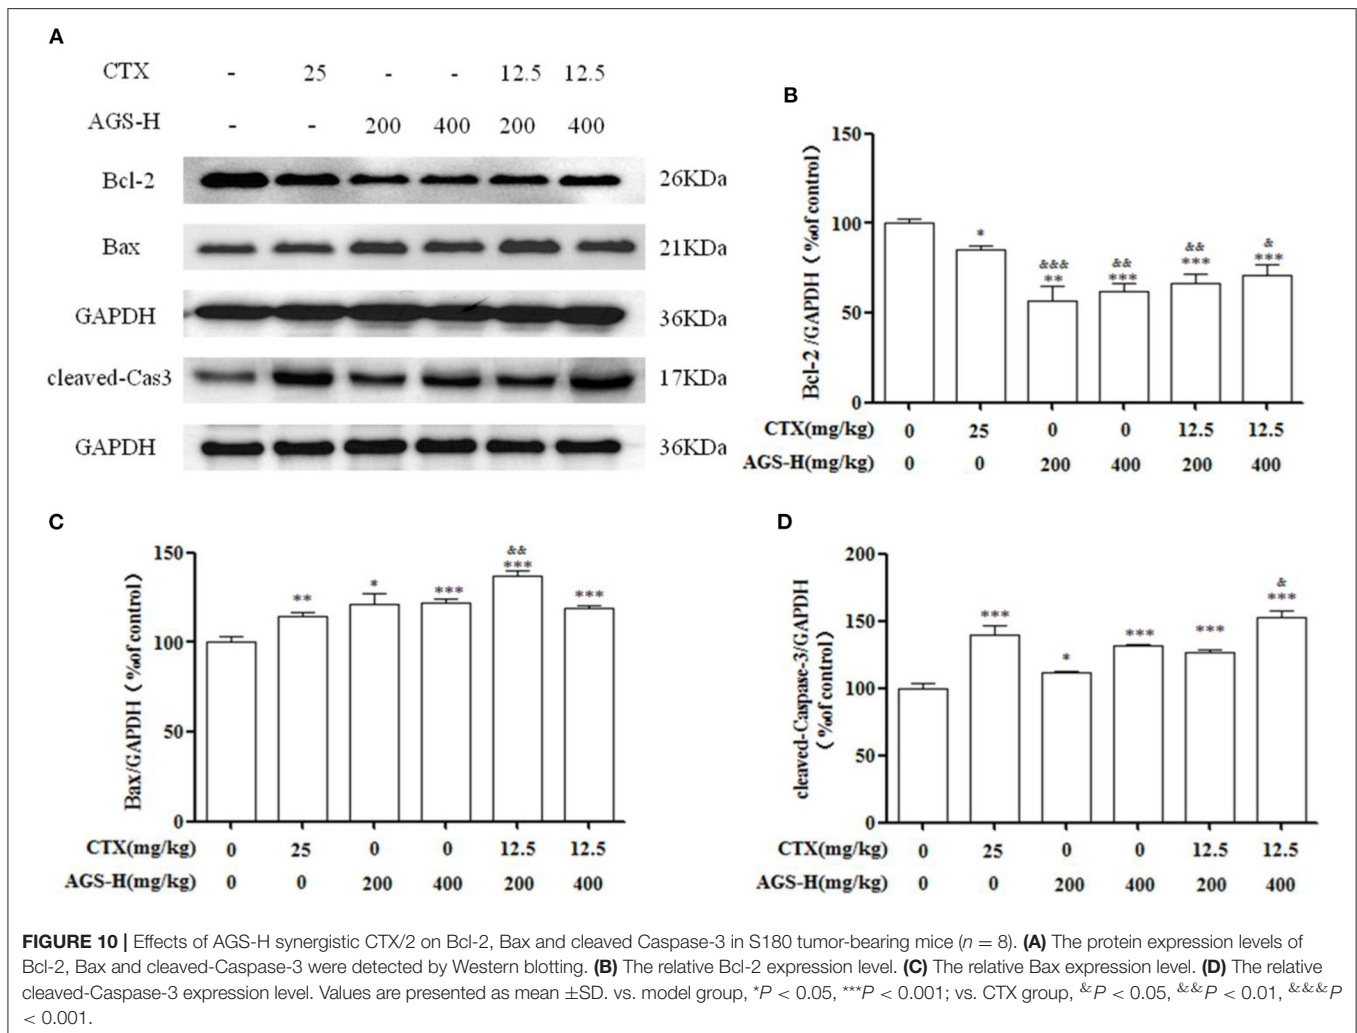 A
CTX - 25 - - 12.5 12.5
AGS-H - - 200 400 200 400
Bcl-2 26KDa
Bax 21KDa
GAPDH 36KDa
cleaved-Cas3 17KDa
GAPDH 36KDa
B
Bcl-2 /GAPDH ( %of control)
150
100
50
0
*
&&&
**
&&
***
&&
***
&
***
CTX(mg/kg) 0 25 0 0 12.5 12.5
AGS-H(mg/kg) 0 0 200 400 200 400
C
Bax/GAPDH ( %of control)
150
100
50
0
**
*
***
&&
***
***
CTX(mg/kg) 0 25 0 0 12.5 12.5
AGS-H(mg/kg) 0 0 200 400 200 400
D
cleaved-Caspase-3/GAPDH
( %of control)
200
150
100
50
0
***
*
***
***
&
***
CTX(mg/kg) 0 25 0 0 12.5 12.5
AGS-H(mg/kg) 0 0 200 400 200 400
FIGURE 10 | Effects of AGS-H synergistic CTX/2 on Bcl-2, Bax and cleaved Caspase-3 in S180 tumor-bearing mice (n = 8). (A) The protein expression levels of
Bcl-2, Bax and cleaved-Caspase-3 were detected by Western blotting. (B) The relative Bcl-2 expression level. (C) The relative Bax expression level. (D) The relative
cleaved-Caspase-3 expression level. Values are presented as mean ±SD. vs. model group, *P < 0.05, ***P < 0.001; vs. CTX group, &P < 0.05, &&P < 0.01, &&&P
< 0.001.